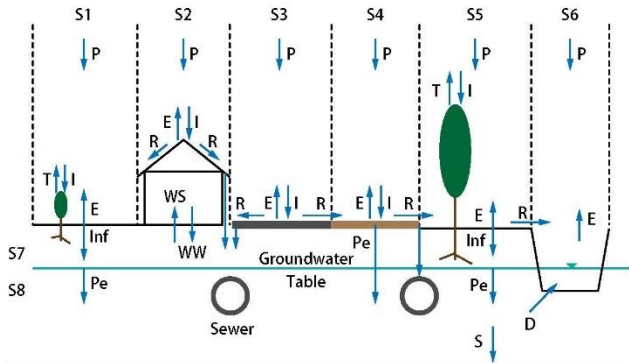 S1 S2 S3 S4 S5 S6
P P P P P P
T I
E I
R R
E I
T I
WS
R E I R E I R
E
E R E
Inf
Pe
Inf
S7
WW
Groundwater
Table
S8
Pe
Pe
Sewer
D
S